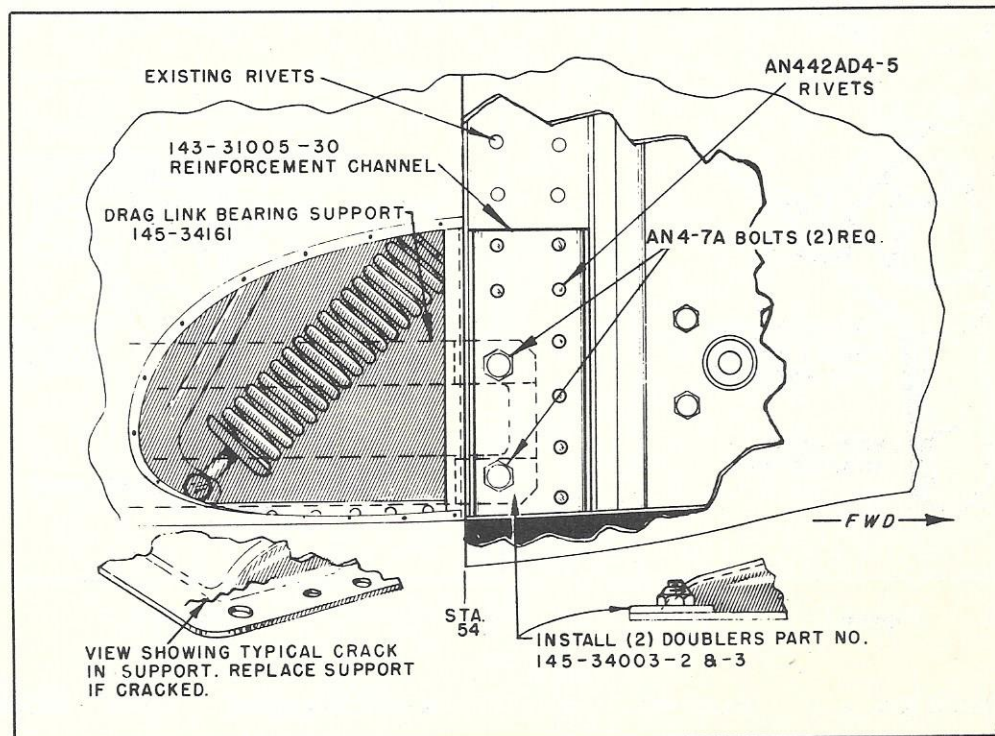 EXISTING RIVETS
AN442AD4-5
RIVETS
143-31005-30
REINFORCEMENT CHANNEL
DRAG LINK BEARING SUPPORT
145-34161
AN4-7A BOLTS (2) REQ.
FWD
STA.
54
VIEW SHOWING TYPICAL CRACK
IN SUPPORT. REPLACE SUPPORT
IF CRACKED.
INSTALL (2) DOUBLERS PART NO.
145-34003-2 & -3